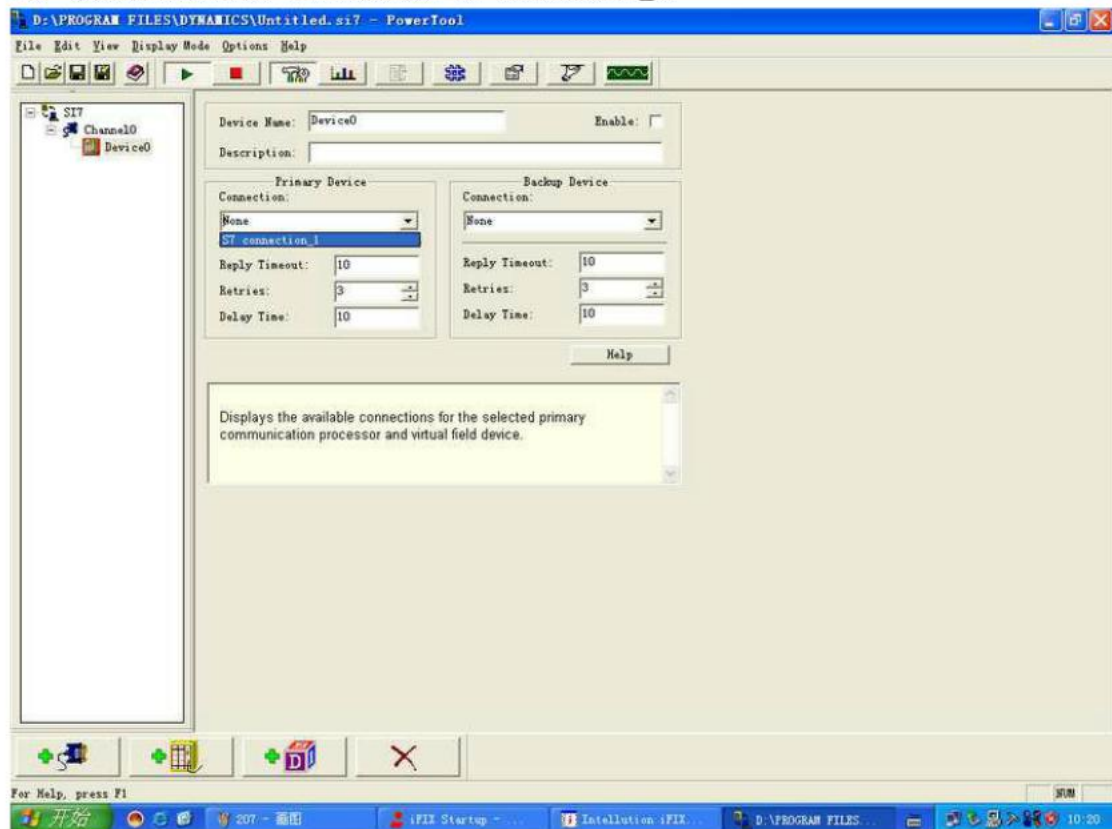 D:\PROGRAM FILES\DYNAMICS\Untitled.si7 - PowerTool
File Edit View Display Mode Options Help
SI7
Channel0
Device0
Device Name: Device0 Enable:
Description:
Primary Device
Connection:
None
S7 connection_1
Reply Timeout: 10
Retries: 3
Delay Time: 10
Backup Device
Connection:
None
Reply Timeout: 10
Retries: 3
Delay Time: 10
Help
Displays the available connections for the selected primary
communication processor and virtual field device.
D
For Help, press F1 NUM
开始 207 - 画图 iFIX Startup - ... Intellution iFIX... D:\PROGRAM FILES... 10:20